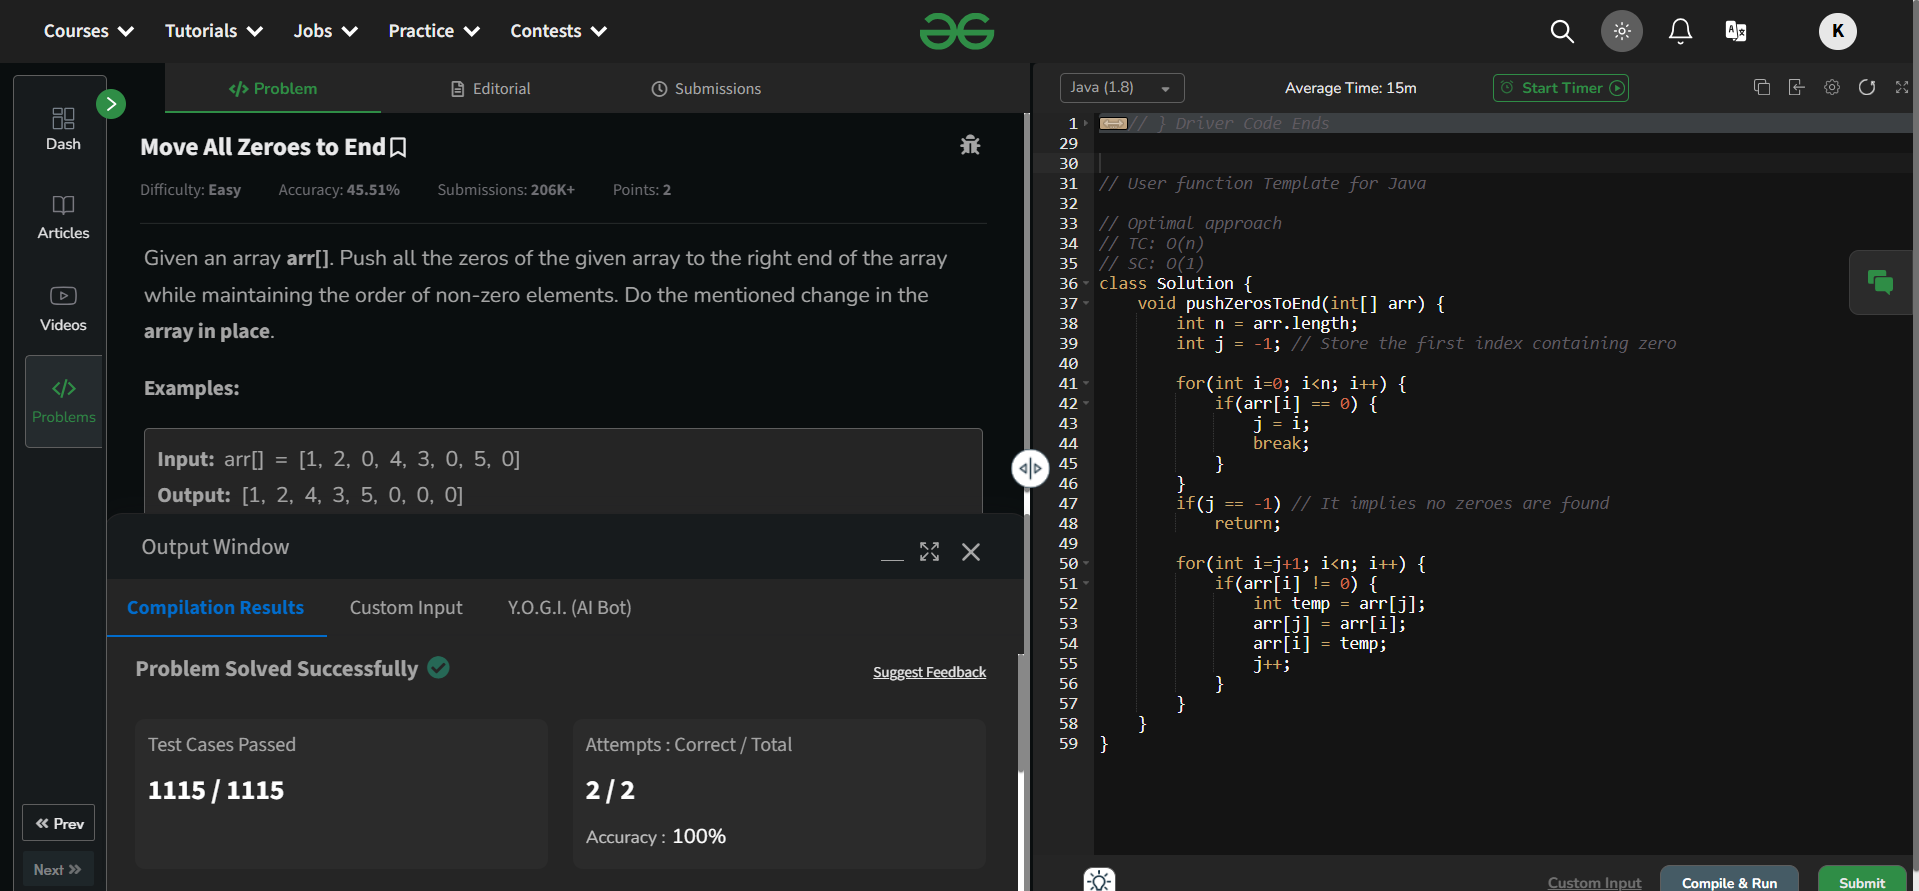 Courses Tutorials Jobs Practice Contests
K
Dash
Articles
Videos
Problems
Prev
Next
Problem Editorial Submissions
Move All Zeroes to End
Difficulty: Easy Accuracy: 45.51% Submissions: 206K+ Points: 2
Given an array arr[]. Push all the zeros of the given array to the right end of the array
while maintaining the order of non-zero elements. Do the mentioned change in the
array in place.
Examples:
Input: arr[] = [1, 2, 0, 4, 3, 0, 5, 0]
Output: [1, 2, 4, 3, 5, 0, 0, 0]
Output Window
Compilation Results Custom Input Y.O.G.I. (AI Bot)
Problem Solved Successfully
Suggest Feedback
Test Cases Passed
1115 / 1115
Attempts : Correct / Total
2 / 2
Accuracy : 100%
Java (1.8) Average Time: 15m Start Timer
1 // } Driver Code Ends
29
30
31 // User function Template for Java
32
33 // Optimal approach
34 // TC: O(n)
35 // SC: O(1)
36 class Solution {
37 void pushZerosToEnd(int[] arr) {
38 int n = arr.length;
39 int j = -1; // Store the first index containing zero
40
41 for(int i=0; i<n; i++) {
42 if(arr[i] == 0) {
43 j = i;
44 break;
45 }
46 }
47 if(j == -1) // It implies no zeroes are found
48 return;
49
50 for(int i=j+1; i<n; i++) {
51 if(arr[i] != 0) {
52 int temp = arr[j];
53 arr[j] = arr[i];
54 arr[i] = temp;
55 j++;
56 }
57 }
58 }
59 }
Custom Input Compile & Run Submit